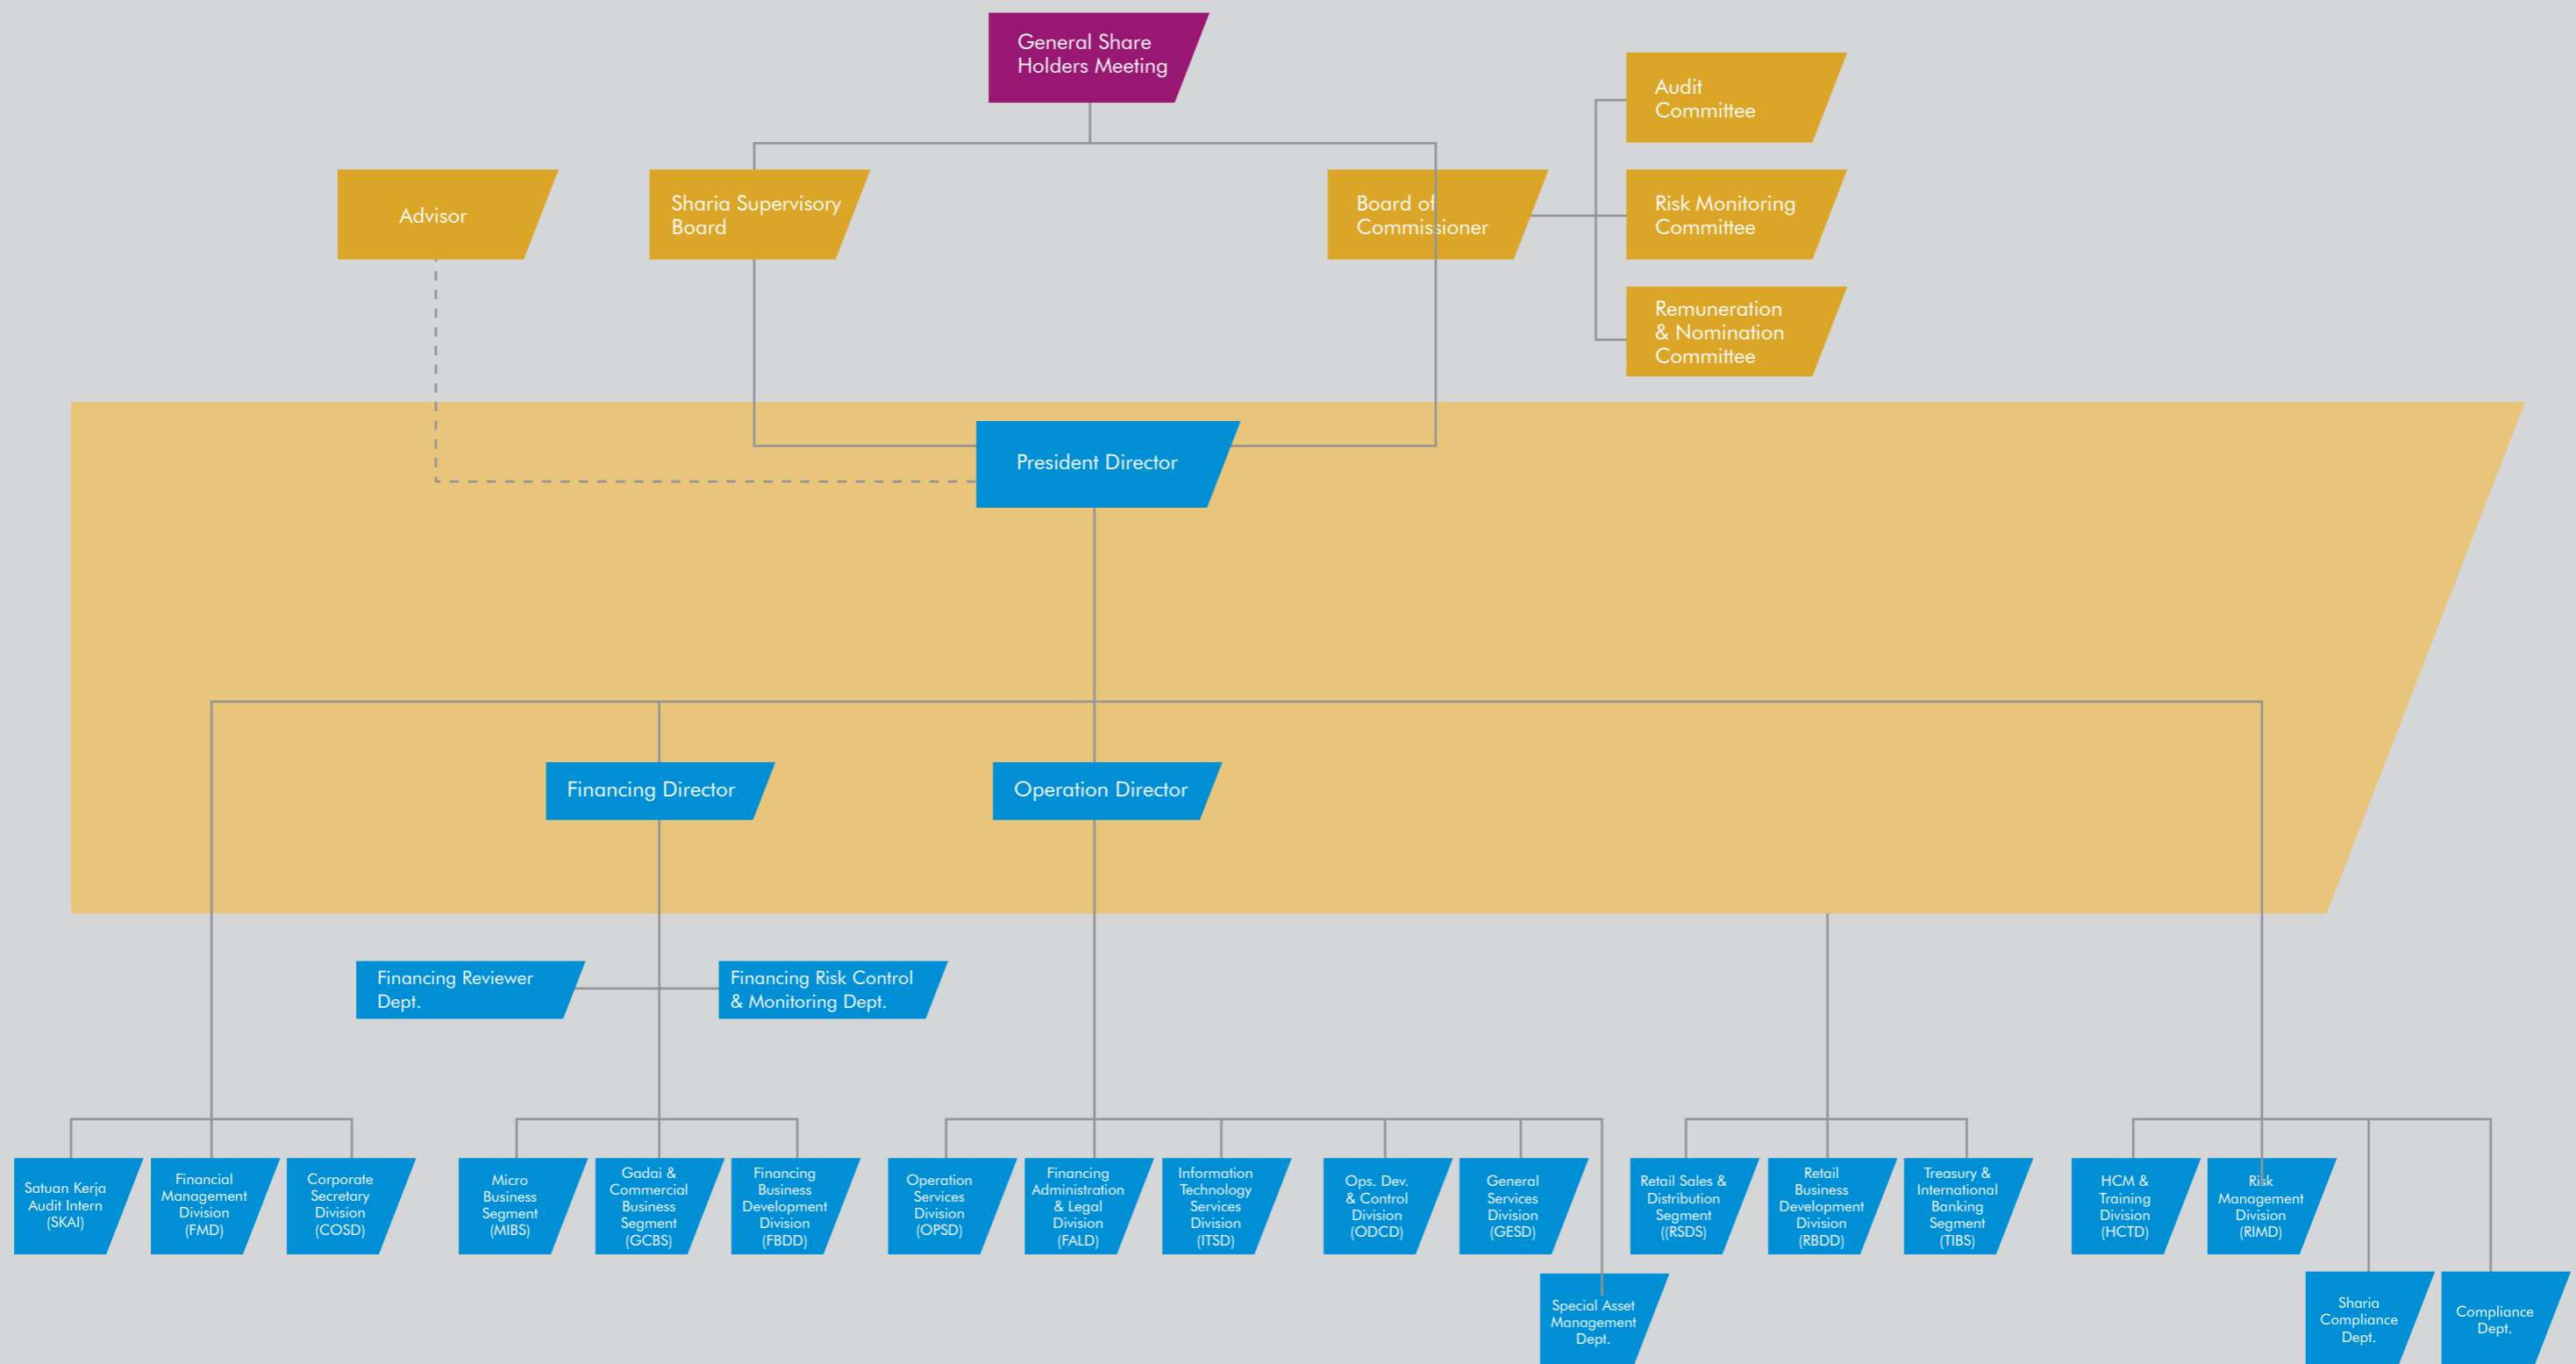 General Share
Holders Meeting
Audit
Committee
Advisor
Sharia Supervisory
Board
Board of
Commissioner
Risk Monitoring
Committee
Remuneration
& Nomination
Committee
President Director
Financing Director
Operation Director
Financing Reviewer
Dept.
Financing Risk Control
& Monitoring Dept.
Satuan Kerja
Audit Intern
(SKAI)
Financial
Management
Division
(FMD)
Corporate
Secretary
Division
(COSD)
Micro
Business
Segment
(MIBS)
Gadai &
Commercial
Business
Segment
(GCBS)
Financing
Business
Development
Division
(FBDD)
Operation
Services
Division
(OPSD)
Financing
Administration
& Legal
Division
(FALD)
Information
Technology
Services
Division
(ITSD)
Ops. Dev.
& Control
Division
(ODCD)
General
Services
Division
(GESD)
Retail Sales &
Distribution
Segment
((RSDS)
Retail
Business
Development
Division
(RBDD)
Treasury &
International
Banking
Segment
(TIBS)
HCM &
Training
Division
(HCTD)
Risk
Management
Division
(RIMD)
Special Asset
Management
Dept.
Sharia
Compliance
Dept.
Compliance
Dept.